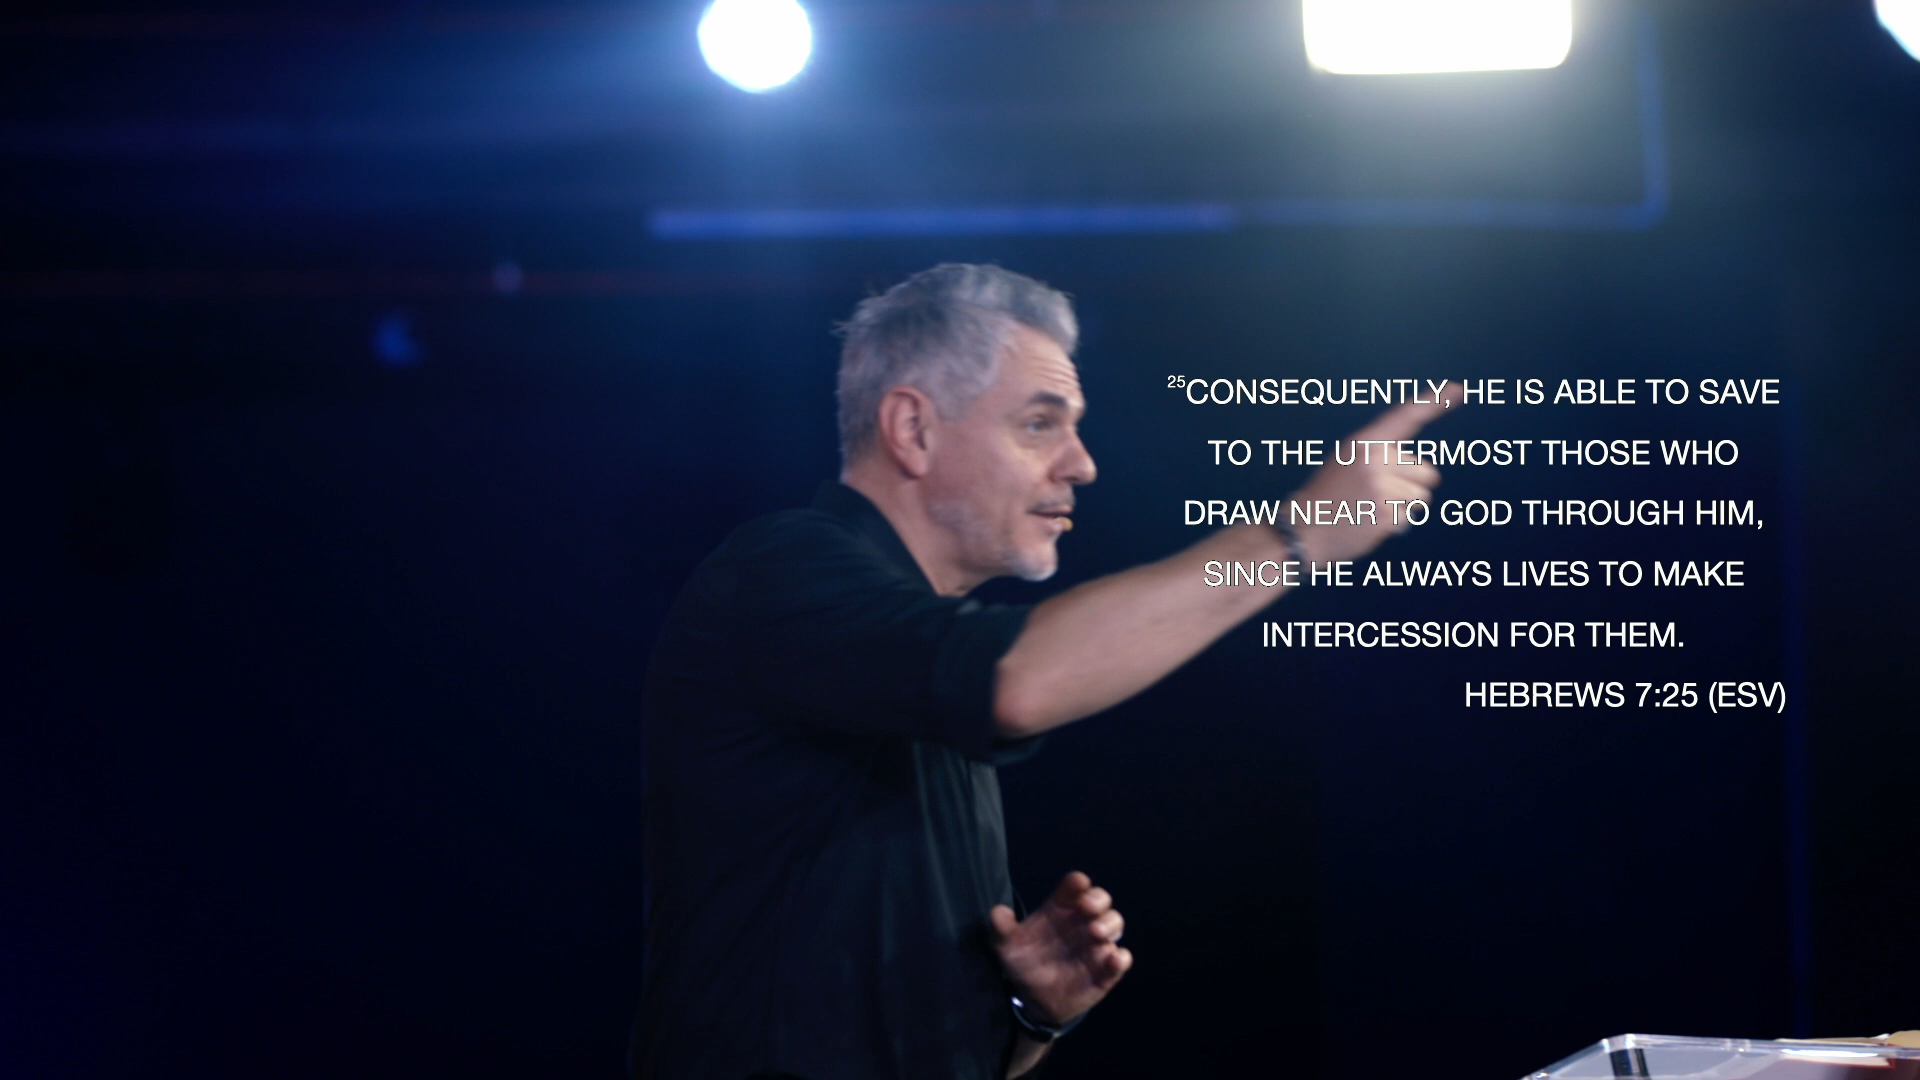 25CONSEQUENTLY, HE IS ABLE TO SAVE
TO THE UTTERMOST THOSE WHO
DRAW NEAR TO GOD THROUGH HIM,
SINCE HE ALWAYS LIVES TO MAKE
INTERCESSION FOR THEM.
HEBREWS 7:25 (ESV)